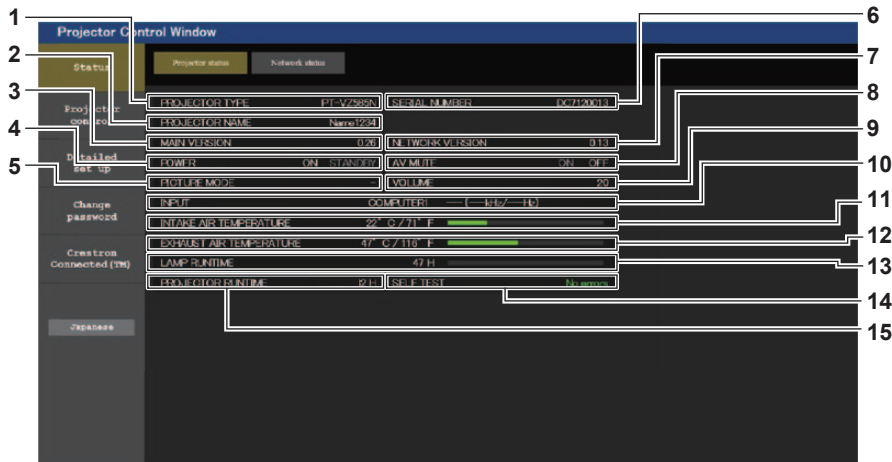 1
2
3
4
5
6
7
8
9
10
11
12
13
14
15
Projector Control Window
Status
Projector status
Network status
Projector control
Detailed set up
Change password
Crestron Connected(TM)
Japanese
PROJECTOR TYPE PT-VZ585N SERIAL NUMBER DC7120013
PROJECTOR NAME Name1234
MAIN VERSION 0.26 NETWORK VERSION 0.13
POWER ON STANDBY AV MUTE ON OFF
PICTURE MODE - VOLUME 20
INPUT COMPUTER1 ---(---kHz/---Hz)
INTAKE AIR TEMPERATURE 22° C / 71° F
EXHAUST AIR TEMPERATURE 47° C / 116° F
LAMP RUNTIME 47 H
PROJECTOR RUNTIME 12 H SELF TEST No errors